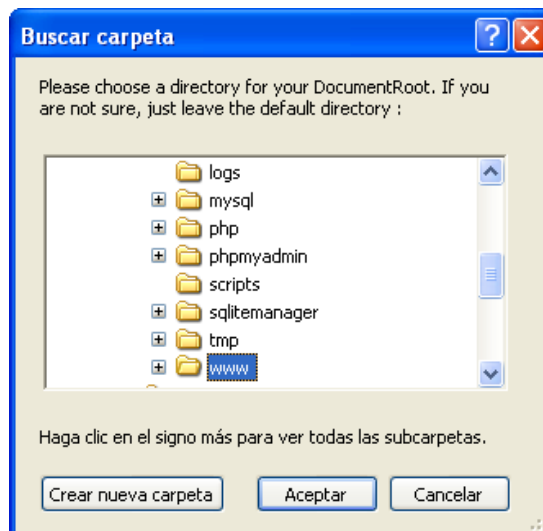 Buscar carpeta
Please choose a directory for your DocumentRoot. If you
are not sure, just leave the default directory :
logs
mysql
php
phpmyadmin
scripts
sqlitemanager
tmp
www
Haga clic en el signo más para ver todas las subcarpetas.
Crear nueva carpeta Aceptar Cancelar